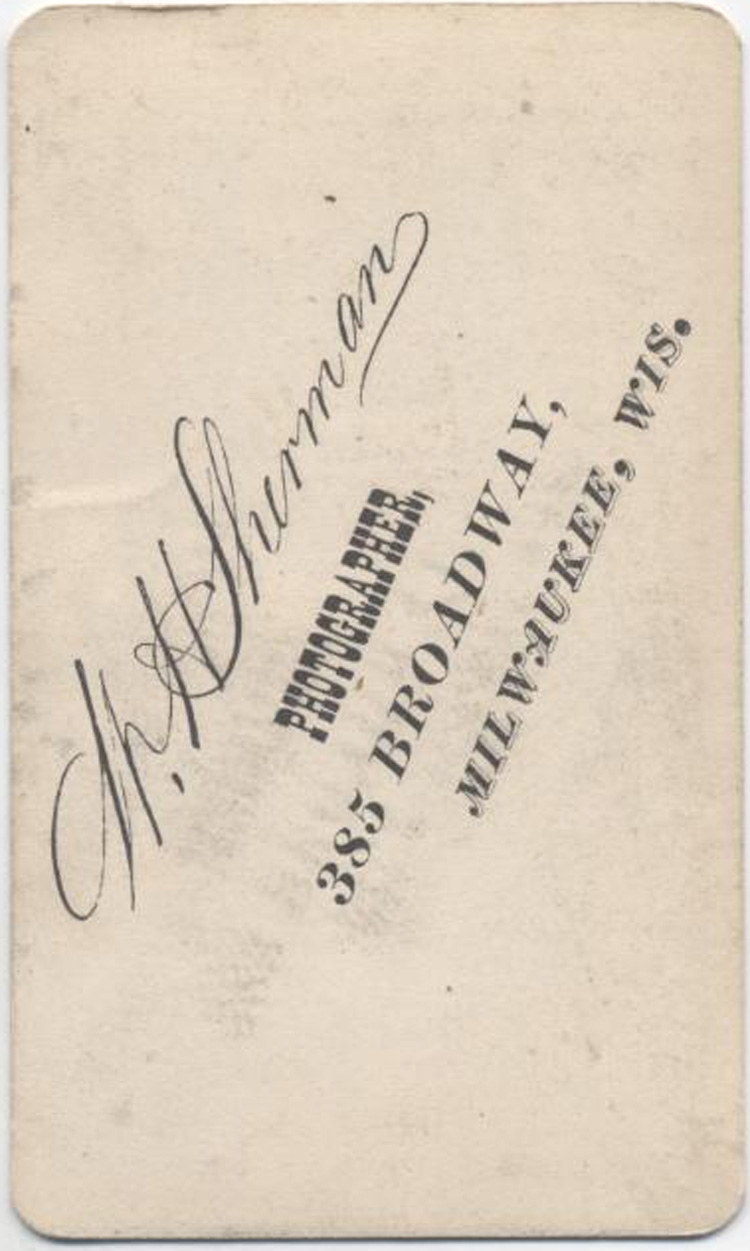 W. H. Sherman
PHOTOGRAPHER,
385 BROADWAY,
MILWAUKEE, WIS.